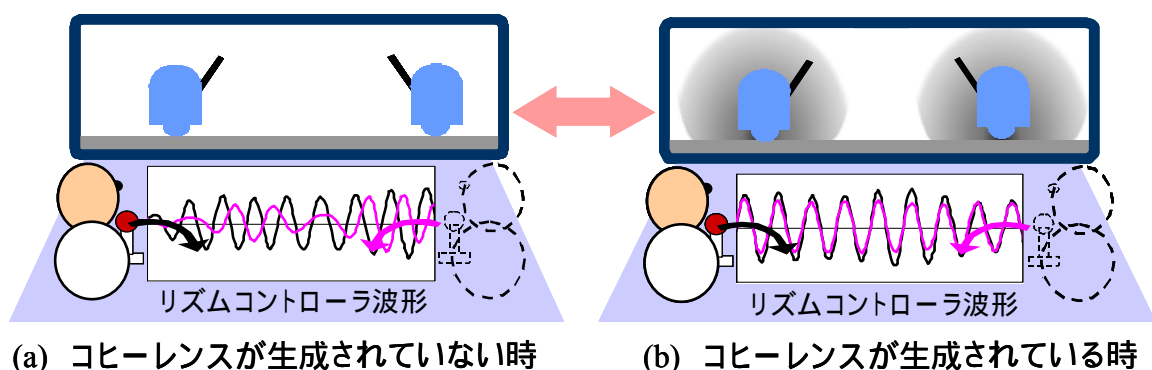 リズムコントローラ波形
リズムコントローラ波形
(a) コヒーレンスが生成されていない時
(b) コヒーレンスが生成されている時